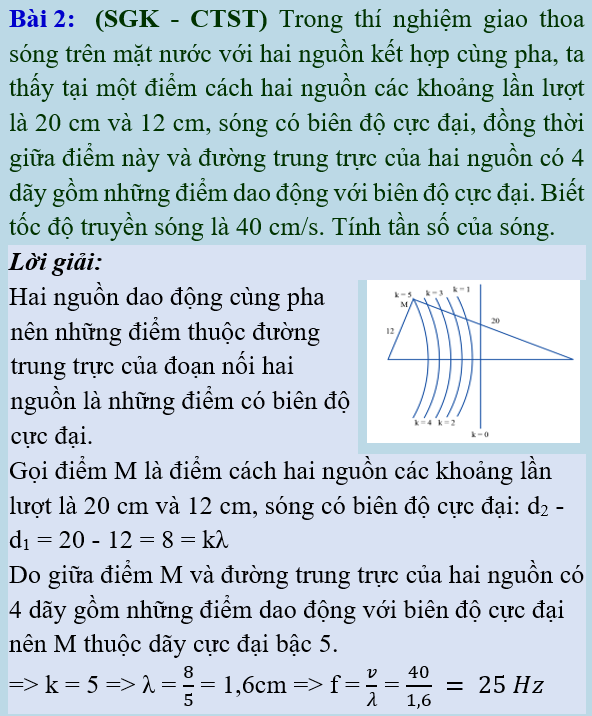 Bài 2: (SGK - CTST) Trong thí nghiệm giao thoa
sóng trên mặt nước với hai nguồn kết hợp cùng pha, ta
thấy tại một điểm cách hai nguồn các khoảng lần lượt
là 20 cm và 12 cm, sóng có biên độ cực đại, đồng thời
giữa điểm này và đường trung trực của hai nguồn có 4
dãy gồm những điểm dao động với biên độ cực đại. Biết
tốc độ truyền sóng là 40 cm/s. Tính tần số của sóng.
Lời giải:
Hai nguồn dao động cùng pha
nên những điểm thuộc đường
trung trực của đoạn nối hai
nguồn là những điểm có biên độ
cực đại.
k = 5 k = 3 k = 1
M
20
12
k = 4 k = 2
k = 0
Gọi điểm M là điểm cách hai nguồn các khoảng lần
lượt là 20 cm và 12 cm, sóng có biên độ cực đại: d₂ -
d₁ = 20 - 12 = 8 = kλ
Do giữa điểm M và đường trung trực của hai nguồn có
4 dãy gồm những điểm dao động với biên độ cực đại
nên M thuộc dãy cực đại bậc 5.
=> k = 5 => λ = 8/5 = 1,6cm => f = v/λ = 40/1,6 = 25 Hz